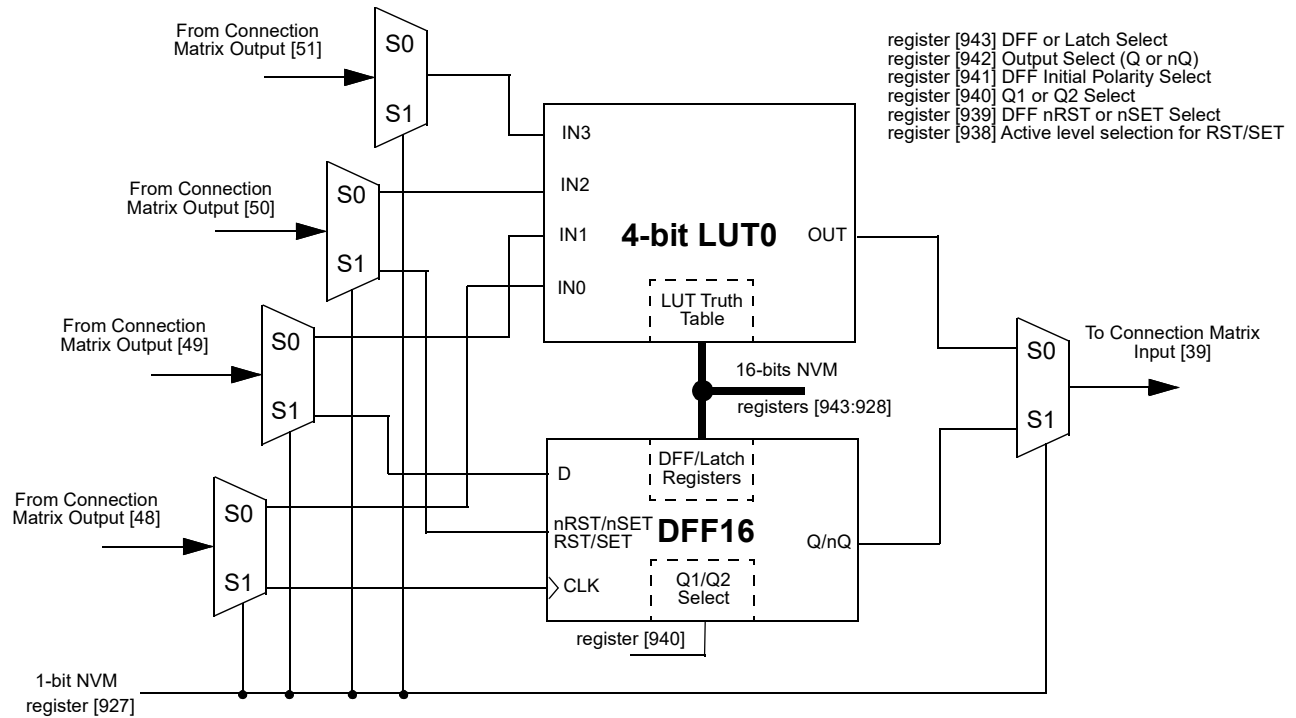 From Connection
Matrix Output [51]
S0
S1
register [943] DFF or Latch Select
register [942] Output Select (Q or nQ)
register [941] DFF Initial Polarity Select
register [940] Q1 or Q2 Select
register [939] DFF nRST or nSET Select
register [938] Active level selection for RST/SET
From Connection
Matrix Output [50]
S0
S1
IN3
IN2
IN1
IN0
4-bit LUT0
OUT
LUT Truth
Table
From Connection
Matrix Output [49]
S0
S1
16-bits NVM
registers [943:928]
S0
S1
To Connection Matrix
Input [39]
From Connection
Matrix Output [48]
S0
S1
D
nRST/nSET
RST/SET
CLK
DFF/Latch
Registers
DFF16
Q/nQ
Q1/Q2
Select
register [940]
1-bit NVM
register [927]